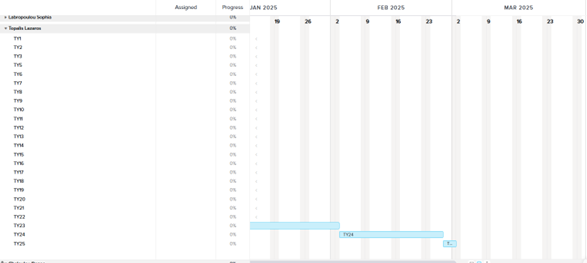 Assigned Progress JAN 2025 FEB 2025 MAR 2025
19 26 2 9 16 23 2 9 16 23 30
Labropoulou Sophia 0%
Topalis Lazaros 0%
TY1 0%
TY2 0%
TY3 0%
TY5 0%
TY6 0%
TY7 0%
TY8 0%
TY9 0%
TY10 0%
TY11 0%
TY12 0%
TY13 0%
TY14 0%
TY15 0%
TY16 0%
TY17 0%
TY18 0%
TY19 0%
TY20 0%
TY21 0%
TY22 0%
TY23 0%
TY24 0% TY24
TY25 0% T...